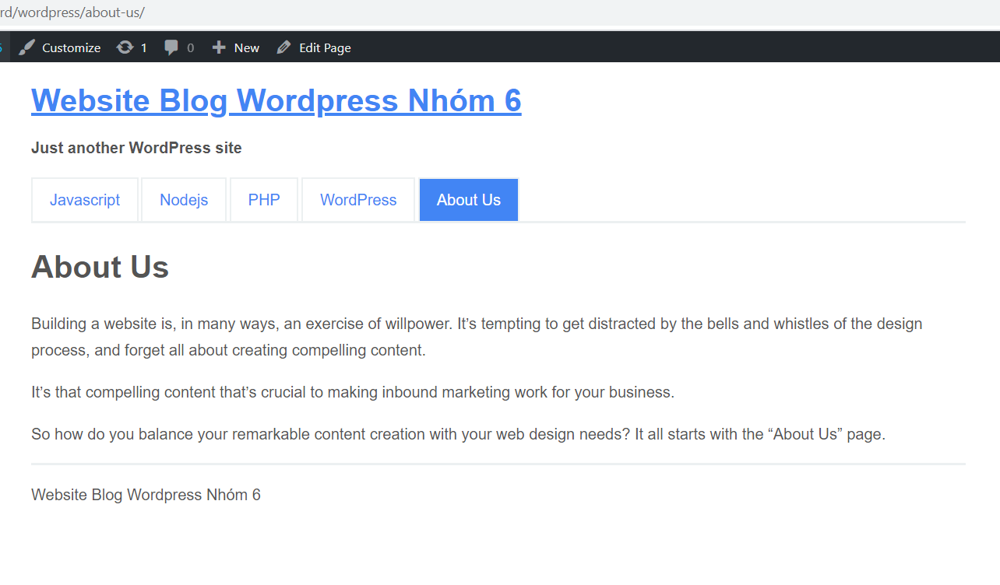 rd/wordpress/about-us/
Customize 1 0 New Edit Page
Website Blog Wordpress Nhóm 6
Just another WordPress site
Javascript Nodejs PHP WordPress About Us
About Us
Building a website is, in many ways, an exercise of willpower. It’s tempting to get distracted by the bells and whistles of the design
process, and forget all about creating compelling content.
It’s that compelling content that’s crucial to making inbound marketing work for your business.
So how do you balance your remarkable content creation with your web design needs? It all starts with the “About Us” page.
Website Blog Wordpress Nhóm 6